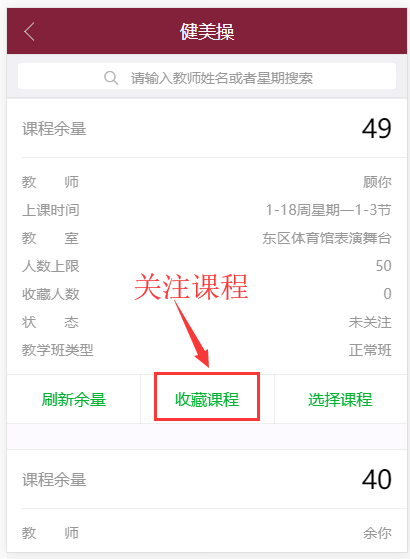 健美操
请输入教师姓名或者星期搜索
课程余量 49
教 师 顾你
上课时间 1-18周星期一1-3节
教 室 东区体育馆表演舞台
人数上限 50
收藏人数 0
关注课程
状 态 未关注
教学班类型 正常班
刷新余量 收藏课程 选择课程
课程余量 40
教 师 余你